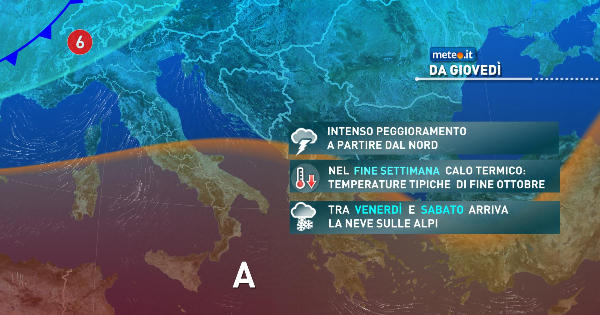 6
meteo.it
DA GIOVEDÌ
INTENSO PEGGIORAMENTO
A PARTIRE DAL NORD
NEL FINE SETTIMANA CALO TERMICO:
TEMPERATURE TIPICHE DI FINE OTTOBRE
TRA VENERDÌ E SABATO ARRIVA
LA NEVE SULLE ALPI
A